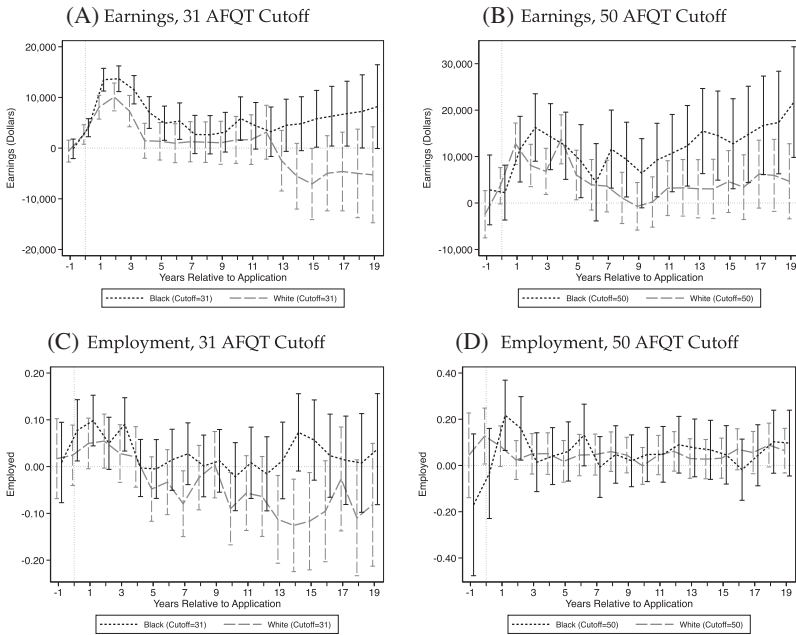 (A) Earnings, 31 AFQT Cutoff
20,000
10,000
0
-10,000
-20,000
Earnings (Dollars)
-1 1 3 5 7 9 11 13 15 17 19
Years Relative to Application
Black (Cutoff=31) White (Cutoff=31)
(B) Earnings, 50 AFQT Cutoff
30,000
20,000
10,000
0
-10,000
Earnings (Dollars)
-1 1 3 5 7 9 11 13 15 17 19
Years Relative to Application
Black (Cutoff=50) White (Cutoff=50)
(C) Employment, 31 AFQT Cutoff
0.20
0.10
0.00
-0.10
-0.20
Employed
-1 1 3 5 7 9 11 13 15 17 19
Years Relative to Application
Black (Cutoff=31) White (Cutoff=31)
(D) Employment, 50 AFQT Cutoff
0.40
0.20
0.00
-0.20
-0.40
Employed
-1 1 3 5 7 9 11 13 15 17 19
Years Relative to Application
Black (Cutoff=50) White (Cutoff=50)